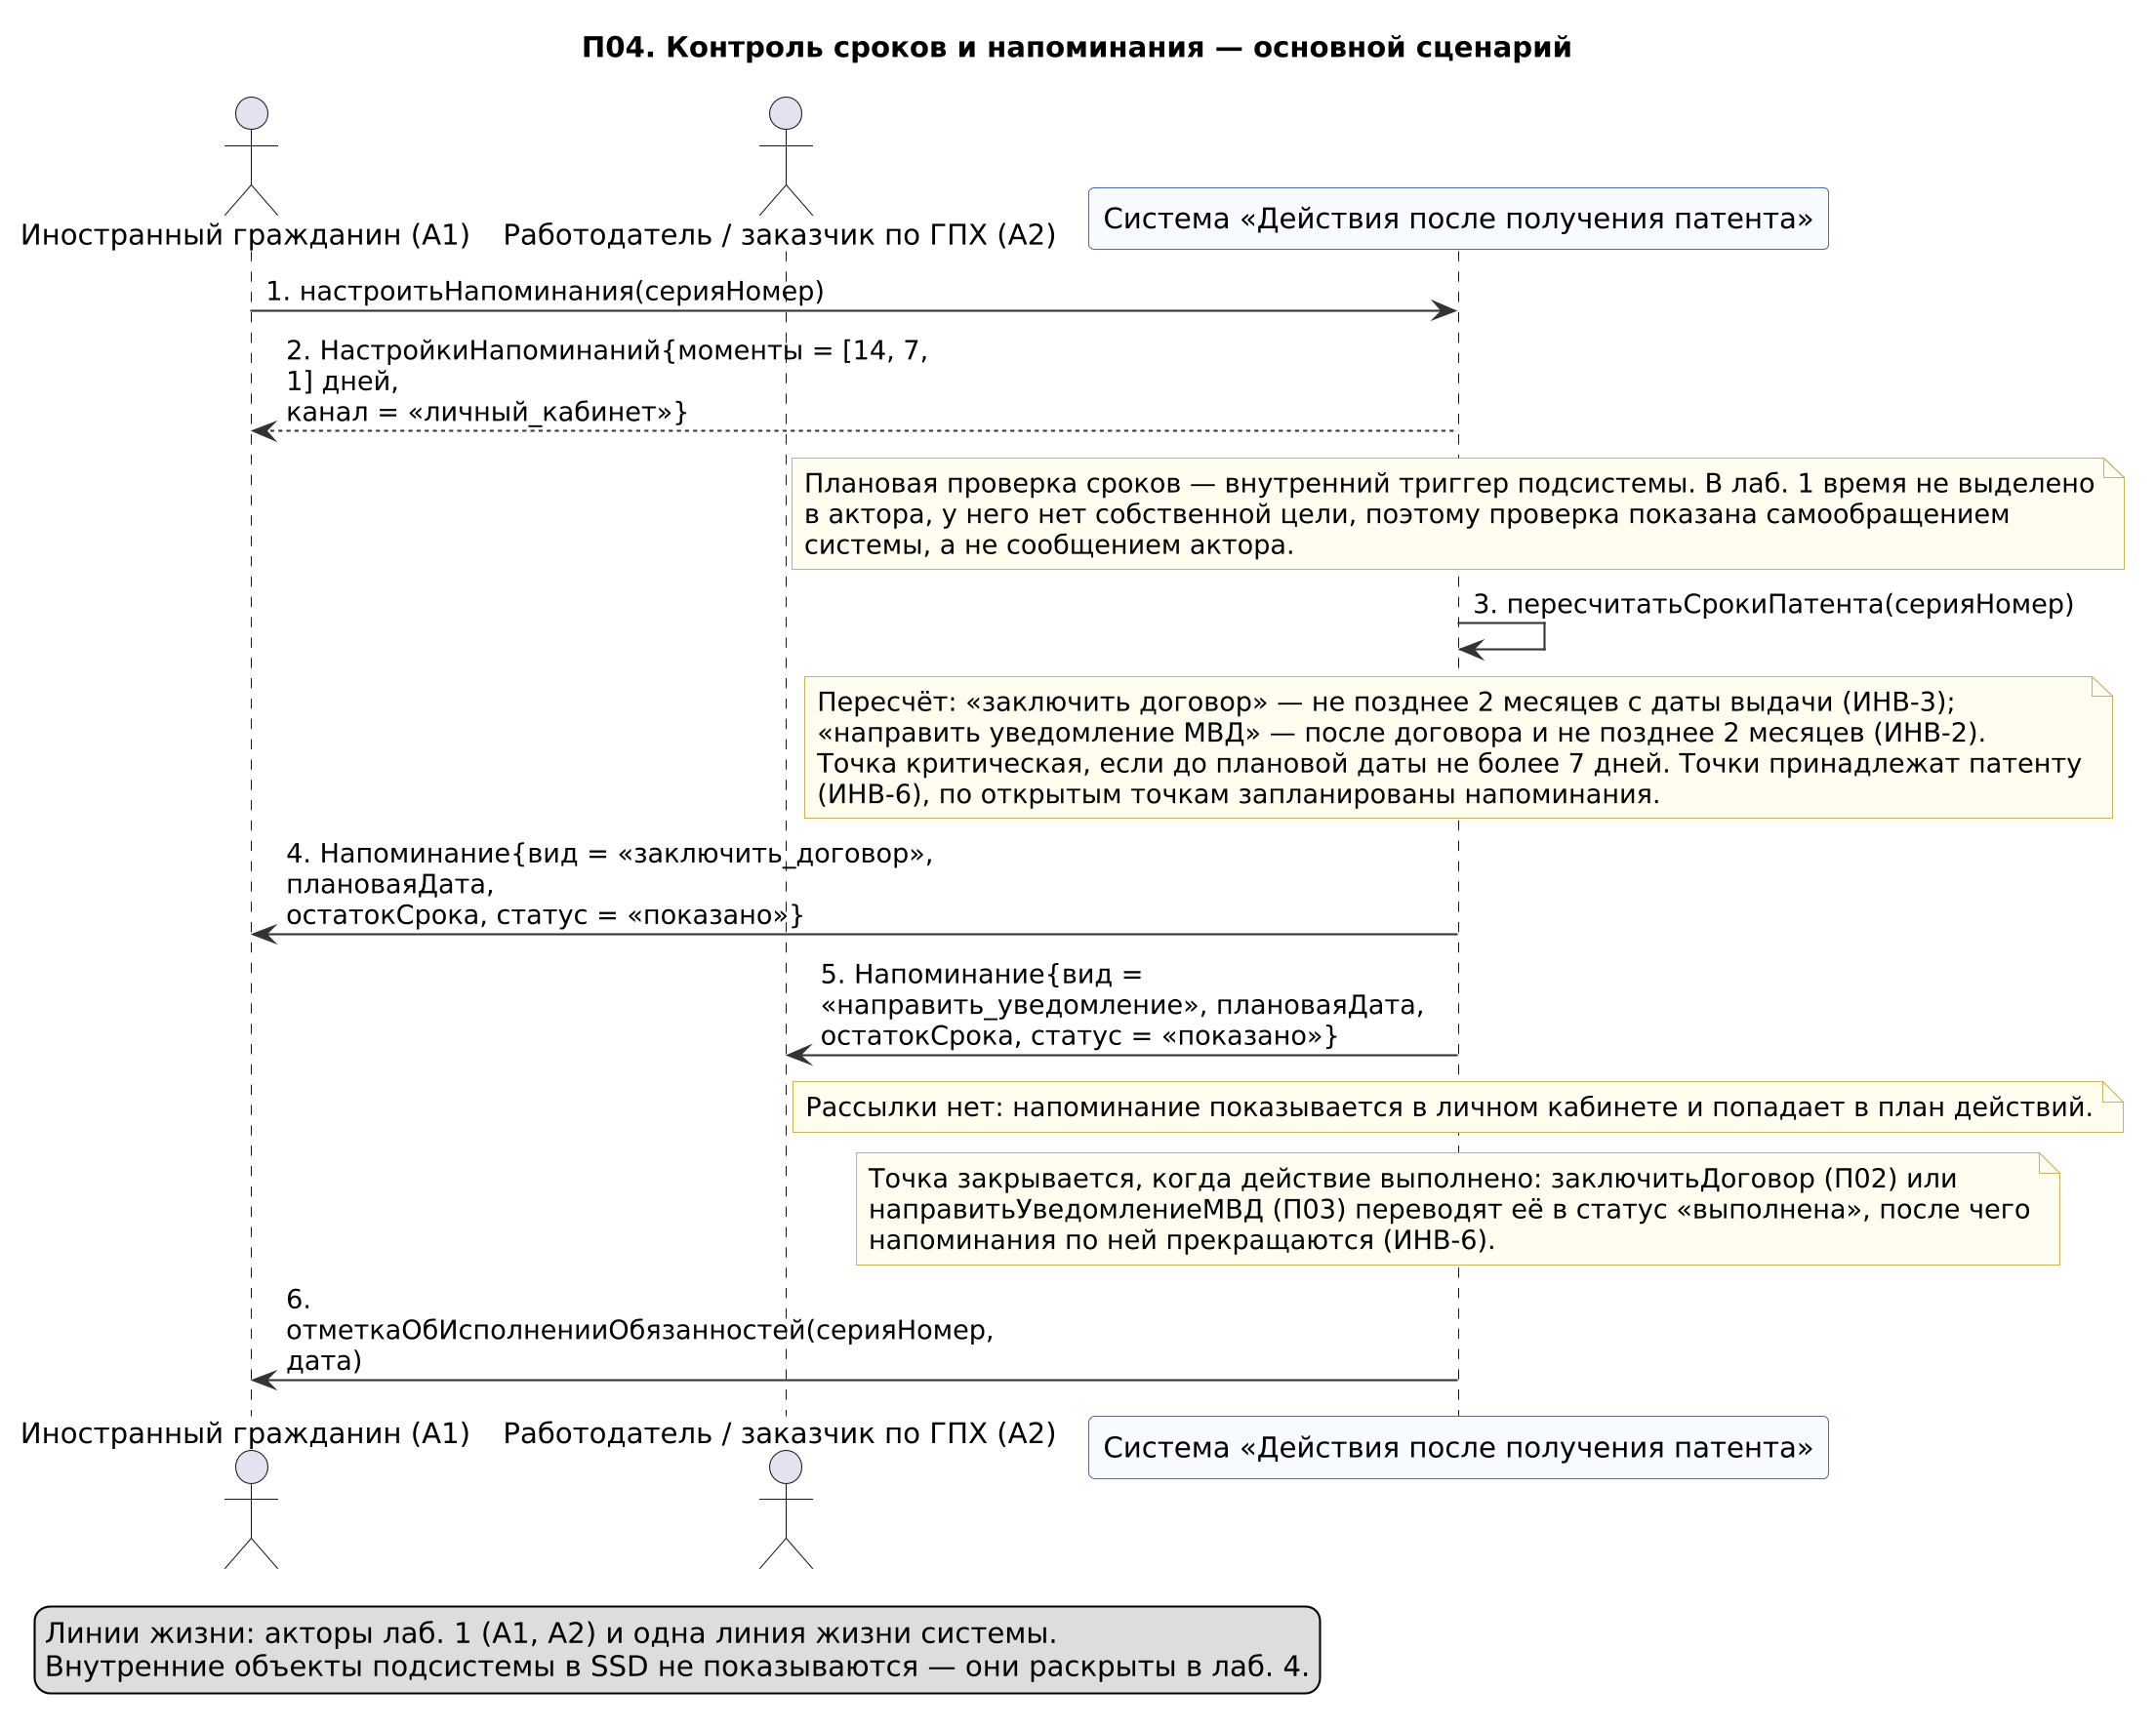 П04. Контроль сроков и напоминания — основной сценарий
Иностранный гражданин (А1)
Работодатель / заказчик по ГПХ (А2)
Система «Действия после получения патента»
1. настроитьНапоминания(серияНомер)
2. НастройкиНапоминаний{моменты = [14, 7,
1] дней,
канал = «личный_кабинет»}
Плановая проверка сроков — внутренний триггер подсистемы. В лаб. 1 время не выделено
в актора, у него нет собственной цели, поэтому проверка показана самообращением
системы, а не сообщением актора.
3. пересчитатьСрокиПатента(серияНомер)
Пересчёт: «заключить договор» — не позднее 2 месяцев с даты выдачи (ИНВ-3);
«направить уведомление МВД» — после договора и не позднее 2 месяцев (ИНВ-2).
Точка критическая, если до плановой даты не более 7 дней. Точки принадлежат патенту
(ИНВ-6), по открытым точкам запланированы напоминания.
4. Напоминание{вид = «заключить_договор»,
плановаяДата,
остатокСрока, статус = «показано»}
5. Напоминание{вид =
«направить_уведомление», плановаяДата,
остатокСрока, статус = «показано»}
Рассылки нет: напоминание показывается в личном кабинете и попадает в план действий.
Точка закрывается, когда действие выполнено: заключитьДоговор (П02) или
направитьУведомлениеМВД (П03) переводят её в статус «выполнена», после чего
напоминания по ней прекращаются (ИНВ-6).
6.
отметкаОбИсполненииОбязанностей(серияНомер,
дата)
Иностранный гражданин (А1)
Работодатель / заказчик по ГПХ (А2)
Система «Действия после получения патента»
Линии жизни: акторы лаб. 1 (А1, А2) и одна линия жизни системы.
Внутренние объекты подсистемы в SSD не показываются — они раскрыты в лаб. 4.